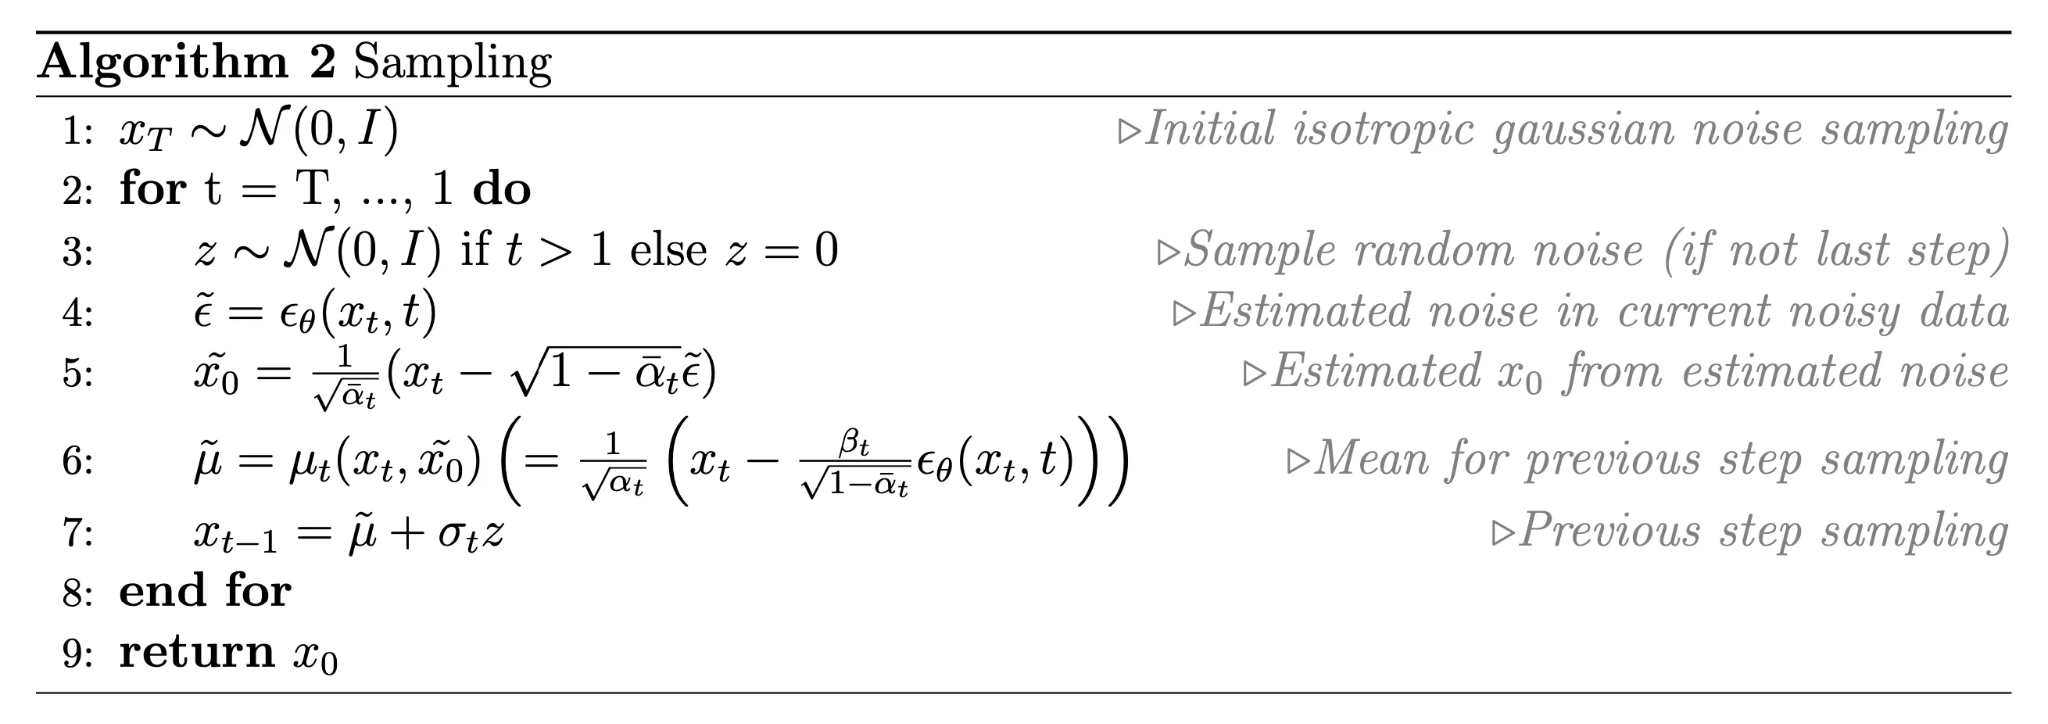 Algorithm 2 Sampling
1: x_T ∼ 𝒩(0, I) ▷Initial isotropic gaussian noise sampling
2: for t = T, ..., 1 do
3: z ∼ 𝒩(0, I) if t > 1 else z = 0 ▷Sample random noise (if not last step)
4: ϵ̃ = ϵ_θ(x_t, t) ▷Estimated noise in current noisy data
5: x̃_0 = 1/√ᾱ_t (x_t − √(1 − ᾱ_t) ϵ̃) ▷Estimated x_0 from estimated noise
6: μ̃ = μ_t(x_t, x̃_0) (= 1/√α_t (x_t − β_t/√(1−ᾱ_t) ϵ_θ(x_t, t))) ▷Mean for previous step sampling
7: x_{t−1} = μ̃ + σ_t z ▷Previous step sampling
8: end for
9: return x_0